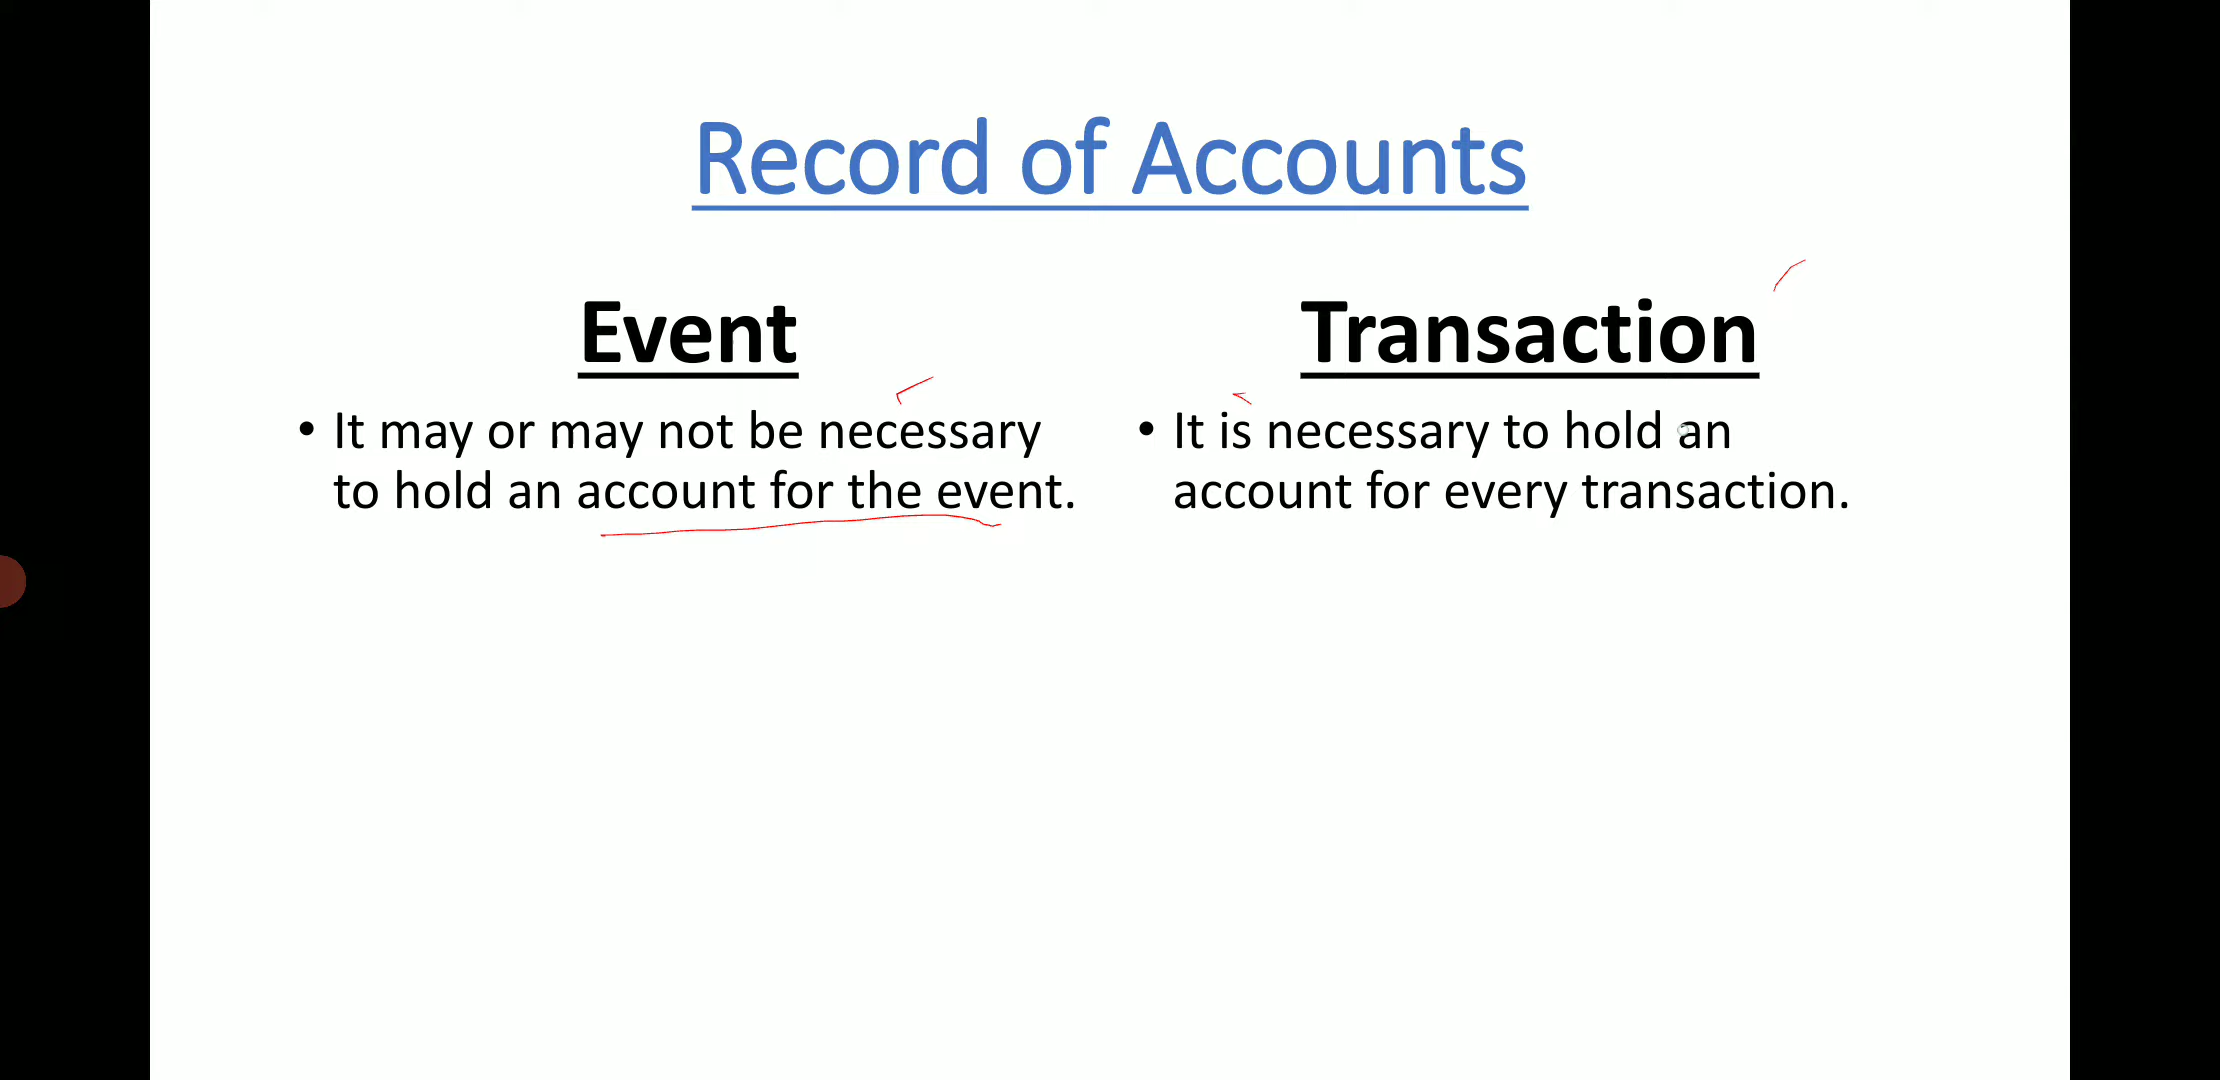 Record of Accounts
Event
• It may or may not be necessary
to hold an account for the event.
Transaction
• It is necessary to hold an
account for every transaction.